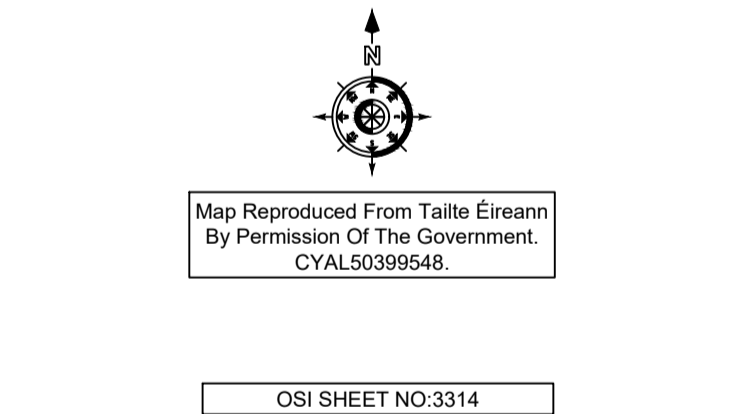 N
Map Reproduced From Tailte Éireann
By Permission Of The Government.
CYAL50399548.
OSI SHEET NO:3314